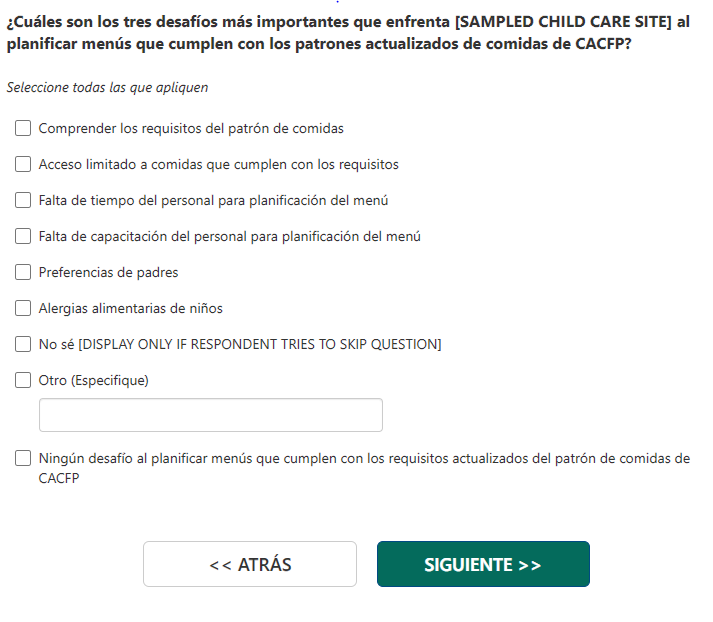 ¿Cuáles son los tres desafíos más importantes que enfrenta [SAMPLED CHILD CARE SITE] al
planificar menús que cumplen con los patrones actualizados de comidas de CACFP?
Seleccione todas las que apliquen
Comprender los requisitos del patrón de comidas
Acceso limitado a comidas que cumplen con los requisitos
Falta de tiempo del personal para planificación del menú
Falta de capacitación del personal para planificación del menú
Preferencias de padres
Alergias alimentarias de niños
No sé [DISPLAY ONLY IF RESPONDENT TRIES TO SKIP QUESTION]
Otro (Especifique)
Ningún desafío al planificar menús que cumplen con los requisitos actualizados del patrón de comidas de
CACFP
<< ATRÁS
SIGUIENTE >>